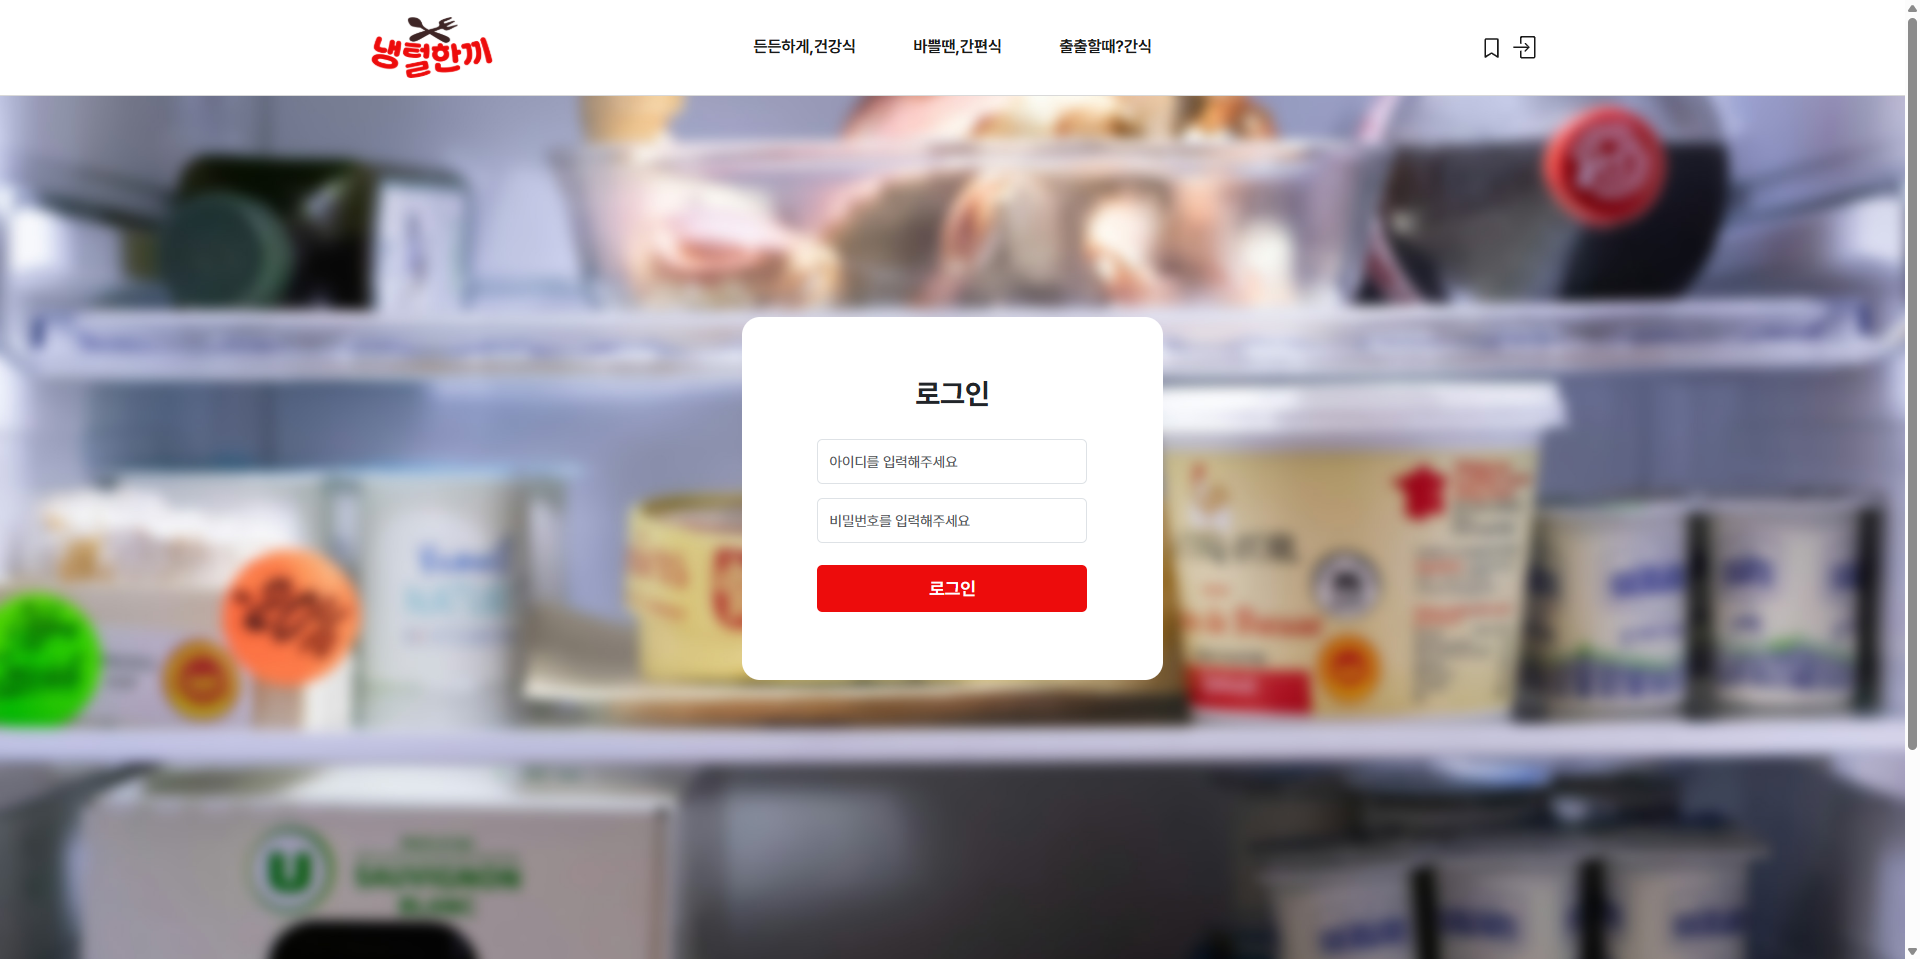 냉털한끼
든든하게,건강식
바쁠땐,간편식
출출할때?간식
로그인
아이디를 입력해주세요
비밀번호를 입력해주세요
로그인
U
SAUVIGNON
BLANC